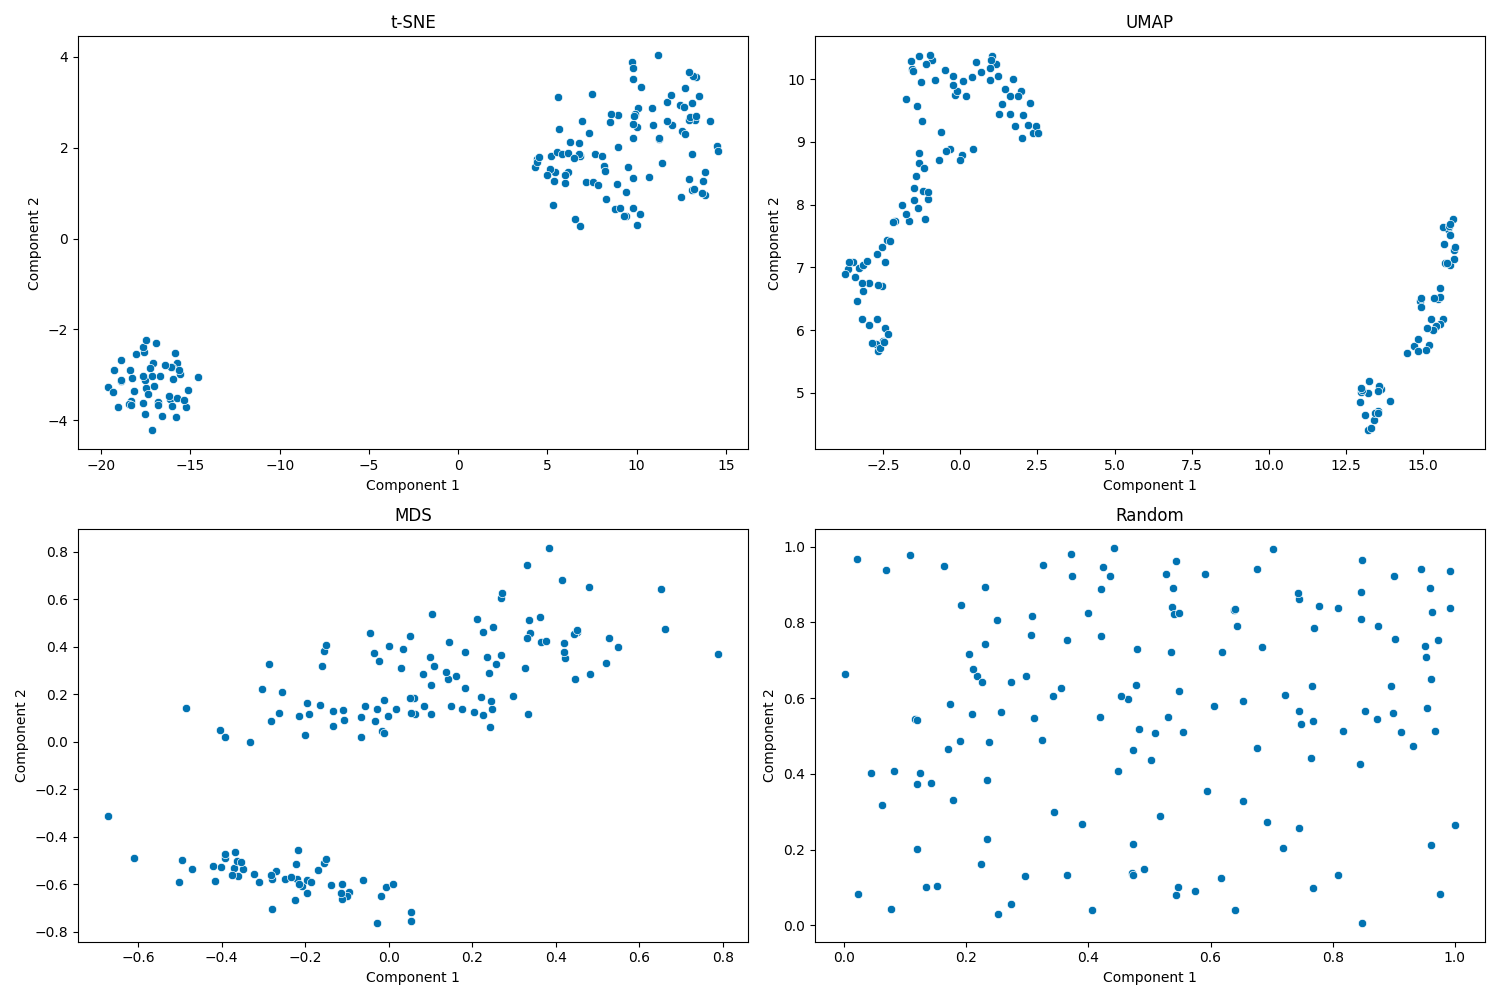 t-SNE
4
2
0
−2
−4
Component 2
−20 −15 −10 −5 0 5 10 15
Component 1
UMAP
10
9
8
7
6
5
Component 2
−2.5 0.0 2.5 5.0 7.5 10.0 12.5 15.0
Component 1
MDS
0.8
0.6
0.4
0.2
0.0
−0.2
−0.4
−0.6
−0.8
Component 2
−0.6 −0.4 −0.2 0.0 0.2 0.4 0.6 0.8
Component 1
Random
1.0
0.8
0.6
0.4
0.2
0.0
Component 2
0.0 0.2 0.4 0.6 0.8 1.0
Component 1